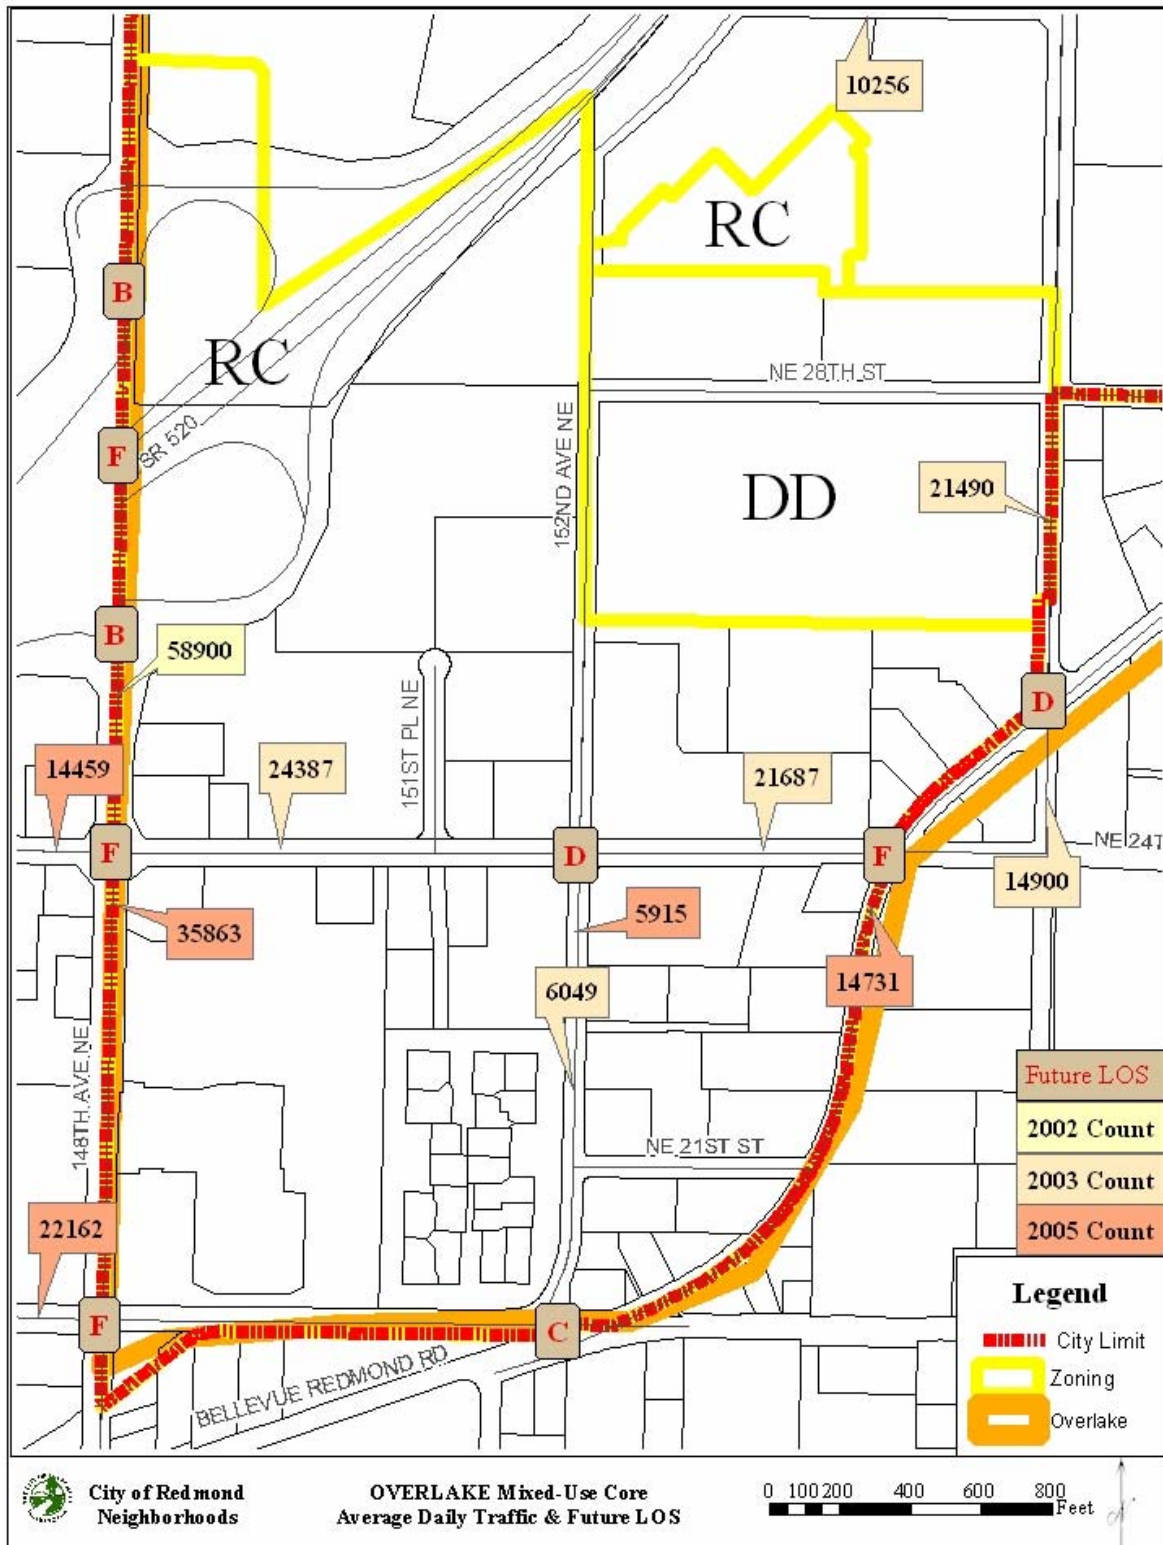 10256
RC
B
RC
NE 28TH ST
SR 520
F
152ND AVE NE
DD
21490
B
58900
D
151ST PL NE
14459
24387
21687
F
D
F
NE 24T
14900
35863
5915
14731
6049
148TH AVE NE
NE 21ST ST
22162
F
C
BELLEVUE REDMOND RD
Future LOS
2002 Count
2003 Count
2005 Count
Legend
City Limit
Zoning
Overlake
City of Redmond
Neighborhoods
OVERLAKE Mixed-Use Core
Average Daily Traffic & Future LOS
0 100 200 400 600 800
Feet
N